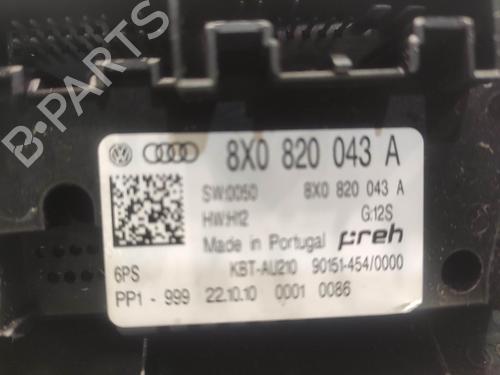 8X0 820 043 A
SW:0050 8X0 820 043 A
HW:H12 G:12S
Made in Portugal Preh
6PS KBT-AU210 90151-454/0000
PP1 - 999 22.10.10 0001 0086
B-PARTS